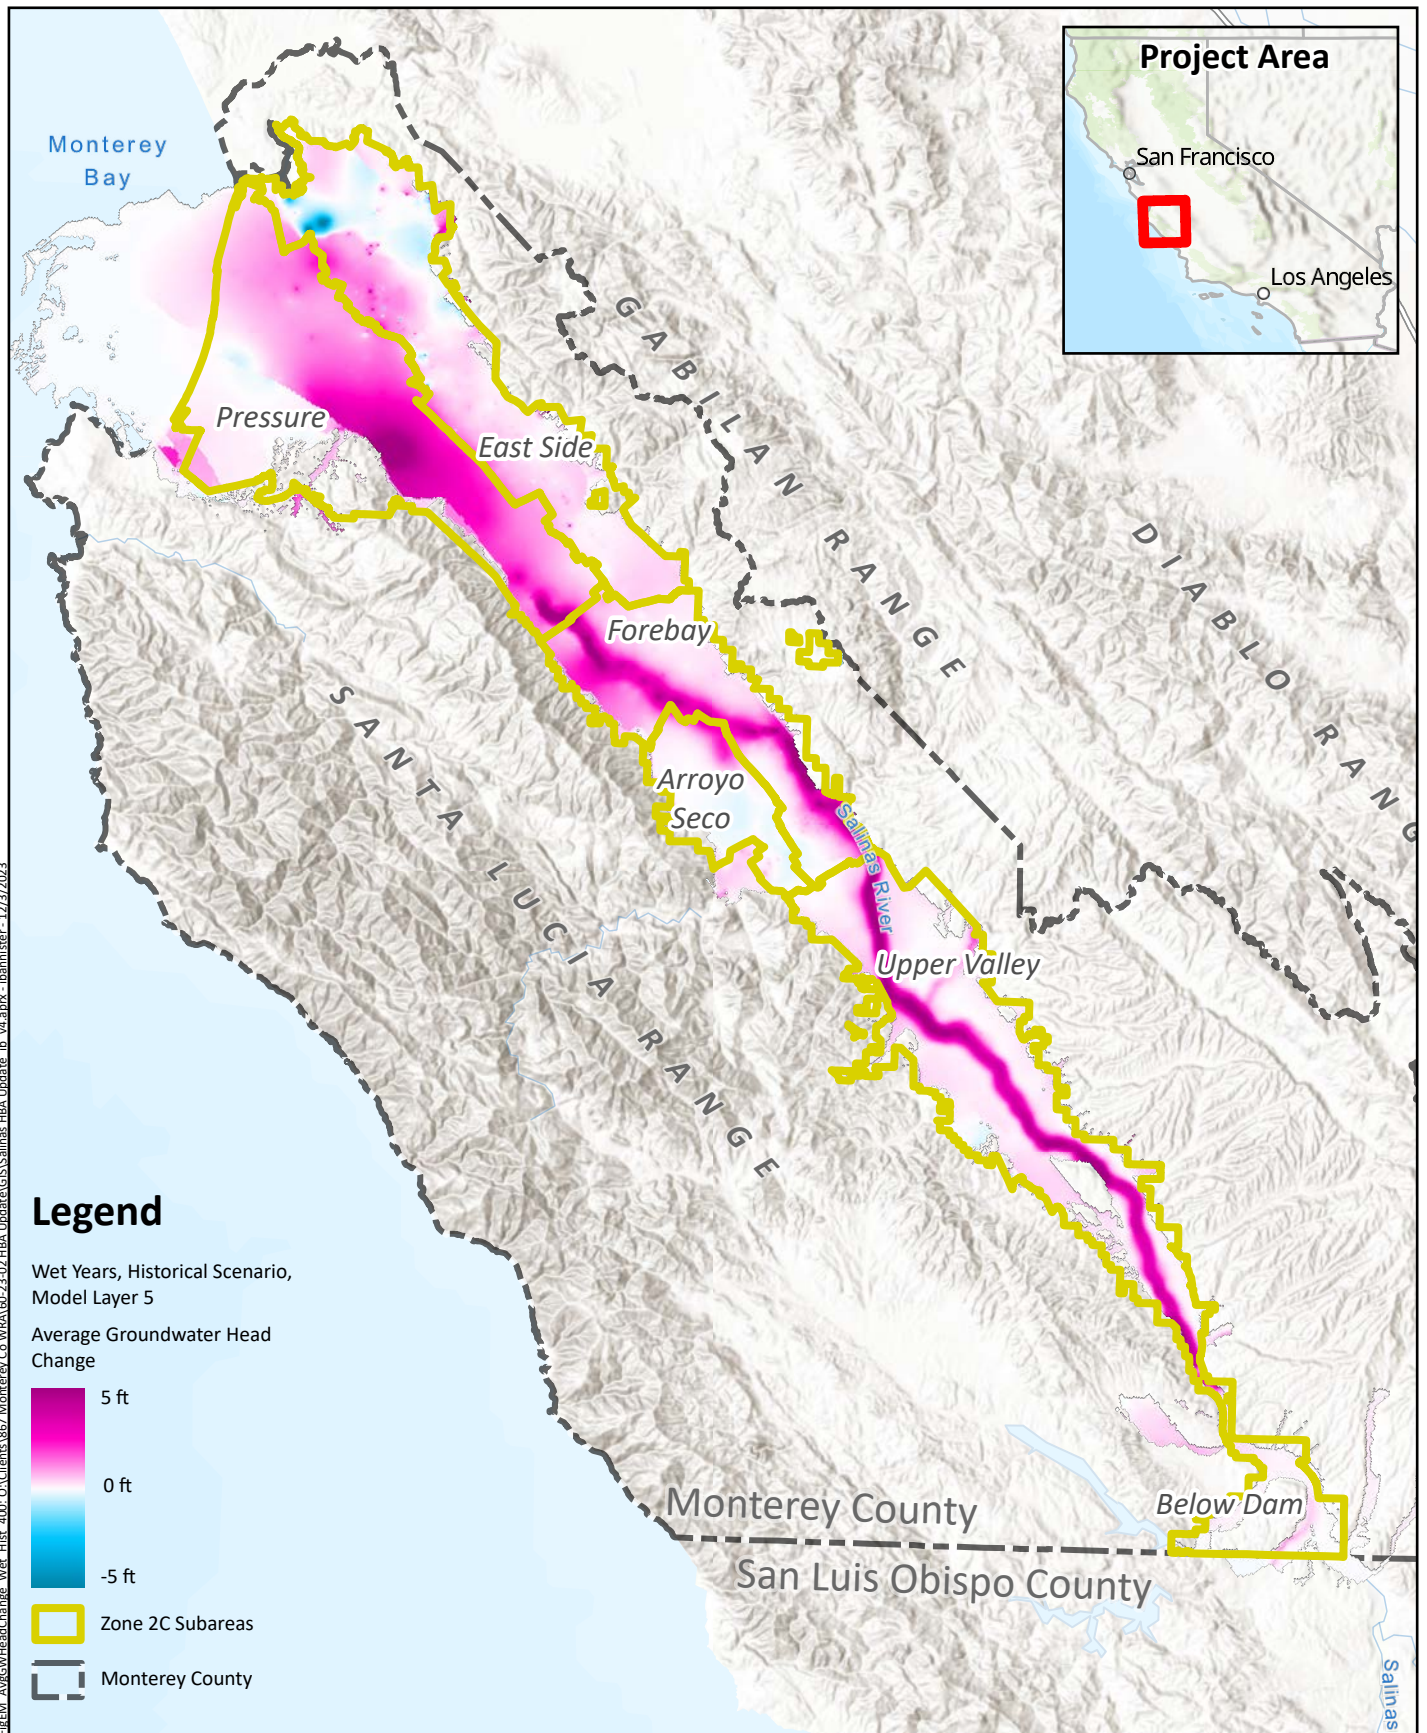 Project Area
San Francisco
Los Angeles
Monterey
Bay
GABILAN RANGE
DIABLO RANG
Pressure
East Side
Forebay
Arroyo
Seco
Salinas River
Upper Valley
SANTA LUCIA RANGE
Below Dam
Monterey County
San Luis Obispo County
Salinas
Legend
Wet Years, Historical Scenario,
Model Layer 5
Average Groundwater Head
Change
5 ft
0 ft
-5 ft
Zone 2C Subareas
Monterey County